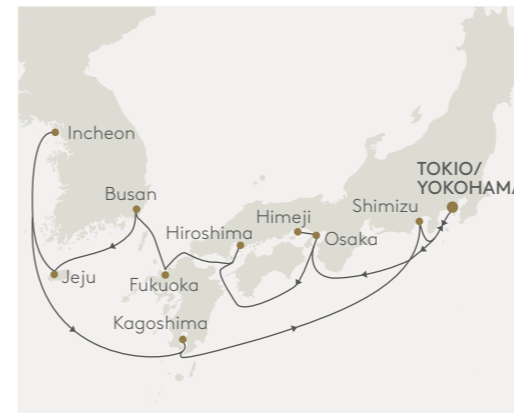 Incheon
TOKIO/
YOKOHAMA
Busan
Shimizu
Himeji
Hiroshima
Osaka
Jeju
Fukuoka
Kagoshima